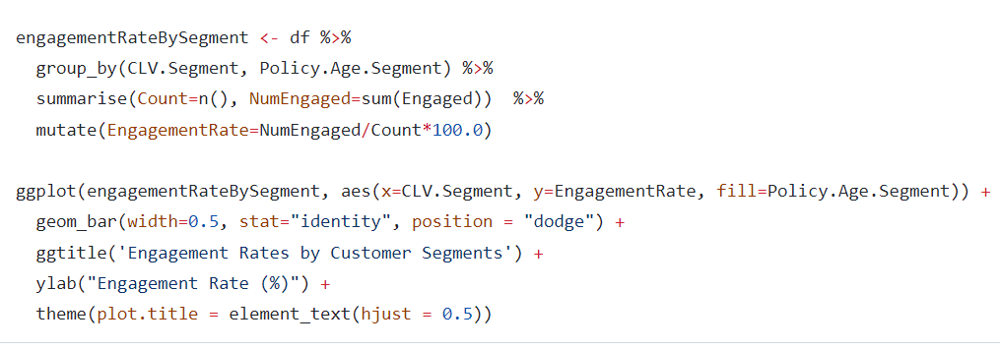 engagementRateBySegment <- df %>%
  group_by(CLV.Segment, Policy.Age.Segment) %>%
  summarise(Count=n(), NumEngaged=sum(Engaged))  %>%
  mutate(EngagementRate=NumEngaged/Count*100.0)

ggplot(engagementRateBySegment, aes(x=CLV.Segment, y=EngagementRate, fill=Policy.Age.Segment)) +
  geom_bar(width=0.5, stat="identity", position = "dodge") +
  ggtitle('Engagement Rates by Customer Segments') +
  ylab("Engagement Rate (%)") +
  theme(plot.title = element_text(hjust = 0.5))